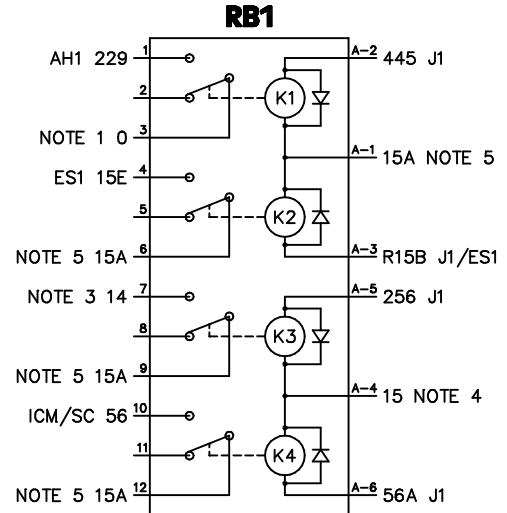 RB1
AH1 229 1 A-2 445 J1
2 K1
NOTE 1 0 3
A-1 15A NOTE 5
ES1 15E 4
5 K2
NOTE 5 15A 6 A-3 R15B J1/ES1
NOTE 3 14 7 A-5 256 J1
8 K3
NOTE 5 15A 9
A-4 15 NOTE 4
ICM/SC 56 10
11 K4
NOTE 5 15A 12 A-6 56A J1